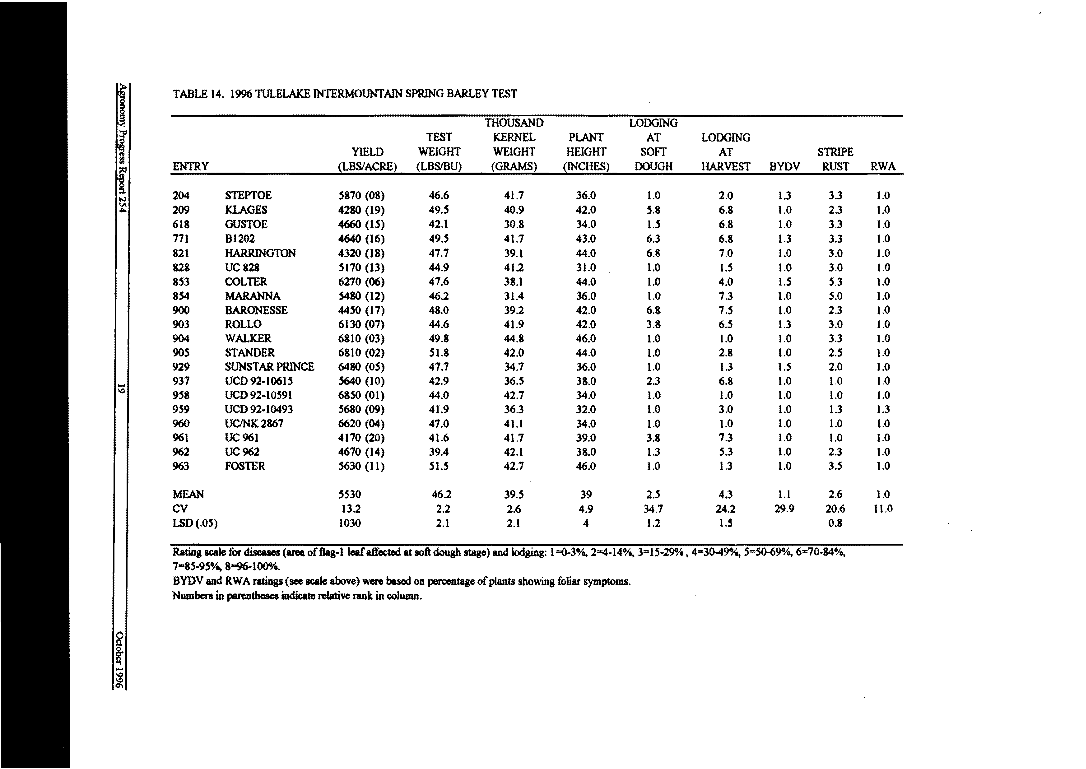 TABLE 14. 1996 TULELAKE INTERMOUNTAIN SPRING BARLEY TEST
THOUSAND LODGING
TEST KERNEL PLANT AT LODGING
YIELD WEIGHT WEIGHT HEIGHT SOFT AT STRIPE
ENTRY (LBS/ACRE) (LBS/BU) (GRAMS) (INCHES) DOUGH HARVEST BYDV RUST RWA
204 STEPTOE 5870 (08) 46.6 41.7 36.0 1.0 2.0 1.3 3.3 1.0
209 KLAGES 4280 (19) 49.5 40.9 42.0 5.8 6.8 1.0 2.3 1.0
618 GUSTOE 4660 (15) 42.1 30.8 34.0 1.5 6.8 1.0 3.3 1.0
771 B1202 4640 (16) 49.5 41.7 43.0 6.3 6.8 1.3 3.3 1.0
821 HARRINGTON 4320 (18) 47.7 39.1 44.0 6.8 7.0 1.0 3.0 1.0
828 UC 828 5170 (13) 44.9 41.2 31.0 1.0 1.5 1.0 3.0 1.0
853 COLTER 6270 (06) 47.6 38.1 44.0 1.0 4.0 1.5 5.3 1.0
854 MARANNA 5480 (12) 46.2 31.4 36.0 1.0 7.3 1.0 5.0 1.0
900 BARONESSE 4450 (17) 48.0 39.2 42.0 6.8 7.5 1.0 2.3 1.0
903 ROLLO 6130 (07) 44.6 41.9 42.0 3.8 6.5 1.3 3.0 1.0
904 WALKER 6810 (03) 49.8 44.8 46.0 1.0 1.0 1.0 3.3 1.0
905 STANDER 6810 (02) 51.8 42.0 44.0 1.0 2.8 1.0 2.5 1.0
929 SUNSTAR PRINCE 6480 (05) 47.7 34.7 36.0 1.0 1.3 1.5 2.0 1.0
937 UCD 92-10615 5640 (10) 42.9 36.5 38.0 2.3 6.8 1.0 1.0 1.0
958 UCD 92-10591 6850 (01) 44.0 42.7 34.0 1.0 1.0 1.0 1.0 1.0
959 UCD 92-10493 5680 (09) 41.9 36.3 32.0 1.0 3.0 1.0 1.3 1.3
960 UC/NK 2867 6620 (04) 47.0 41.1 34.0 1.0 1.0 1.0 1.0 1.0
961 UC 961 4170 (20) 41.6 41.7 39.0 3.8 7.3 1.0 1.0 1.0
962 UC 962 4670 (14) 39.4 42.1 38.0 1.3 5.3 1.0 2.3 1.0
963 FOSTER 5630 (11) 51.5 42.7 46.0 1.0 1.3 1.0 3.5 1.0
MEAN 5530 46.2 39.5 39 2.5 4.3 1.1 2.6 1.0
CV 13.2 2.2 2.6 4.9 34.7 24.2 29.9 20.6 11.0
LSD (.05) 1030 2.1 2.1 4 1.2 1.5 0.8
Rating scale for diseases (area of flag-1 leaf affected at soft dough stage) and lodging: 1=0-3%, 2=4-14%, 3=15-29% , 4=30-49%, 5=50-69%, 6=70-84%,
7=85-95%, 8=96-100%.
BYDV and RWA ratings (see scale above) were based on percentage of plants showing foliar symptoms.
Numbers in parentheses indicate relative rank in column.
Agronomy Progress Report 254 19 October 1996